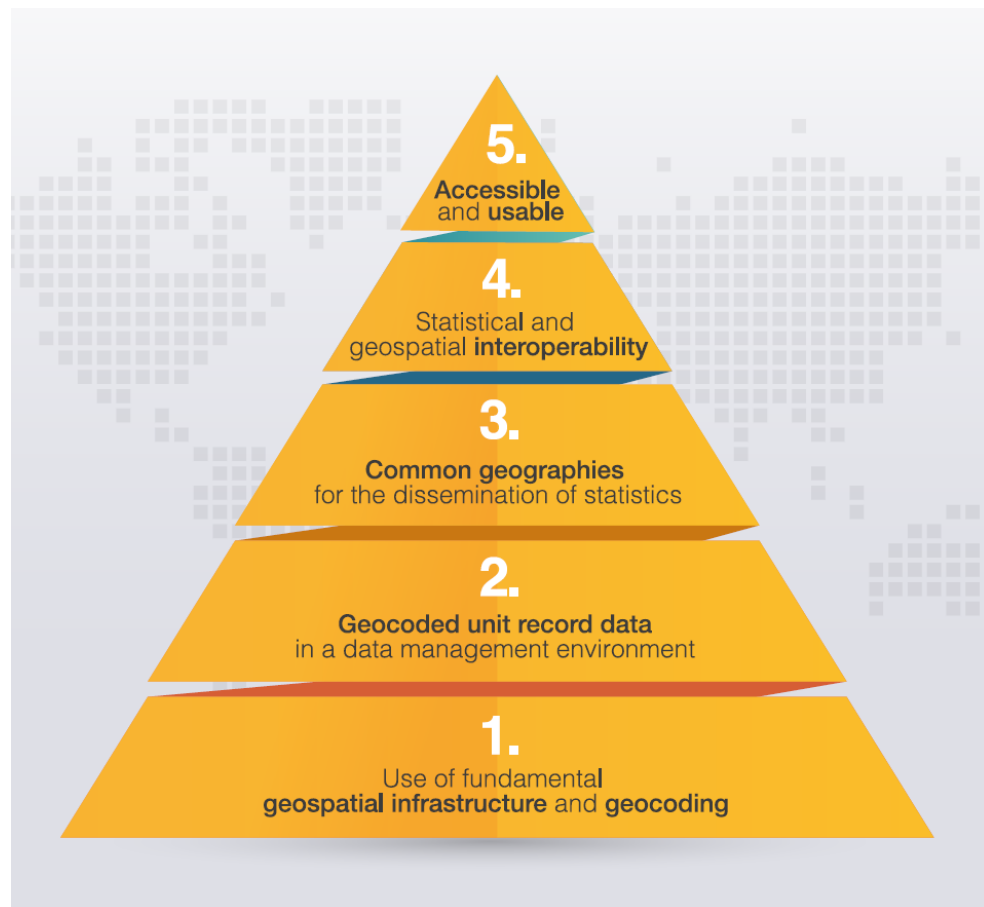 5.
Accessible
and usable
4.
Statistical and
geospatial interoperability
3.
Common geographies
for the dissemination of statistics
2.
Geocoded unit record data
in a data management environment
1.
Use of fundamental
geospatial infrastructure and geocoding